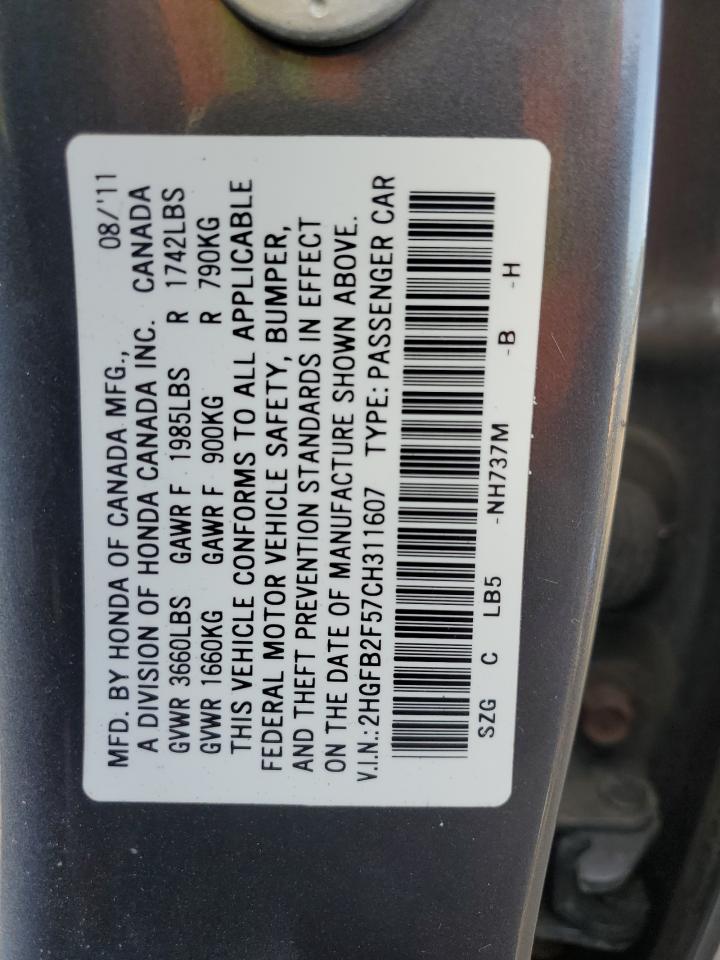 MFD. BY HONDA OF CANADA MFG., 08/'11
A DIVISION OF HONDA CANADA INC. CANADA
GVWR 3660LBS GAWR F 1985LBS R 1742LBS
GVWR 1660KG GAWR F 900KG R 790KG
THIS VEHICLE CONFORMS TO ALL APPLICABLE
FEDERAL MOTOR VEHICLE SAFETY, BUMPER,
AND THEFT PREVENTION STANDARDS IN EFFECT
ON THE DATE OF MANUFACTURE SHOWN ABOVE.
V.I.N.: 2HGFB2F57CH311607 TYPE: PASSENGER CAR
SZG C LB5 -NH737M -B -H